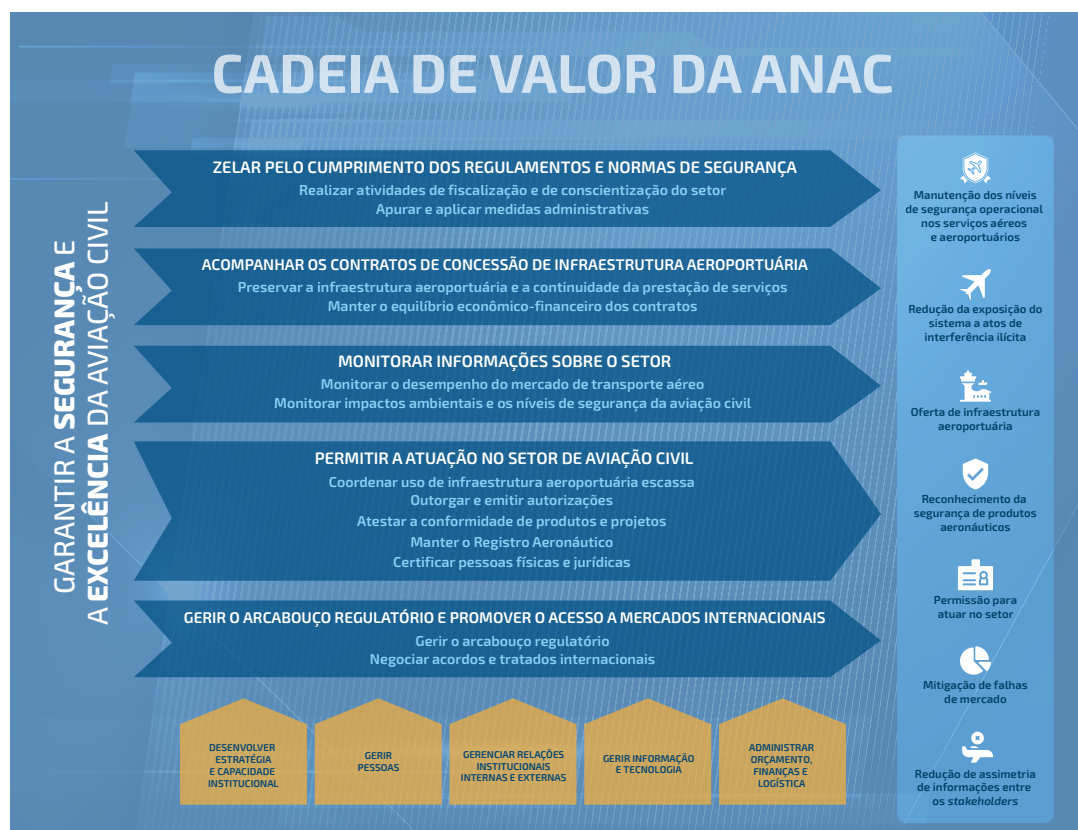 CADEIA DE VALOR DA ANAC
GARANTIR A SEGURANÇA E
A EXCELÊNCIA DA AVIAÇÃO CIVIL
ZELAR PELO CUMPRIMENTO DOS REGULAMENTOS E NORMAS DE SEGURANÇA
Realizar atividades de fiscalização e de conscientização do setor
Apurar e aplicar medidas administrativas
ACOMPANHAR OS CONTRATOS DE CONCESSÃO DE INFRAESTRUTURA AEROPORTUÁRIA
Preservar a infraestrutura aeroportuária e a continuidade da prestação de serviços
Manter o equilíbrio econômico-financeiro dos contratos
MONITORAR INFORMAÇÕES SOBRE O SETOR
Monitorar o desempenho do mercado de transporte aéreo
Monitorar impactos ambientais e os níveis de segurança da aviação civil
PERMITIR A ATUAÇÃO NO SETOR DE AVIAÇÃO CIVIL
Coordenar uso de infraestrutura aeroportuária escassa
Outorgar e emitir autorizações
Atestar a conformidade de produtos e projetos
Manter o Registro Aeronáutico
Certificar pessoas físicas e jurídicas
GERIR O ARCABOUÇO REGULATÓRIO E PROMOVER O ACESSO A MERCADOS INTERNACIONAIS
Gerir o arcabouço regulatório
Negociar acordos e tratados internacionais
DESENVOLVER
ESTRATÉGIA
E CAPACIDADE
INSTITUCIONAL
GERIR
PESSOAS
GERENCIAR RELAÇÕES
INSTITUCIONAIS
INTERNAS E EXTERNAS
GERIR INFORMAÇÃO
E TECNOLOGIA
ADMINISTRAR
ORÇAMENTO,
FINANÇAS E
LOGÍSTICA
Manutenção dos níveis
de segurança operacional
nos serviços aéreos
e aeroportuários
Redução da exposição do
sistema a atos de
interferência ilícita
Oferta de infraestrutura
aeroportuária
Reconhecimento da
segurança de produtos
aeronáuticos
Permissão para
atuar no setor
Mitigação de falhas
de mercado
Redução de assimetria
de informações entre
os stakeholders